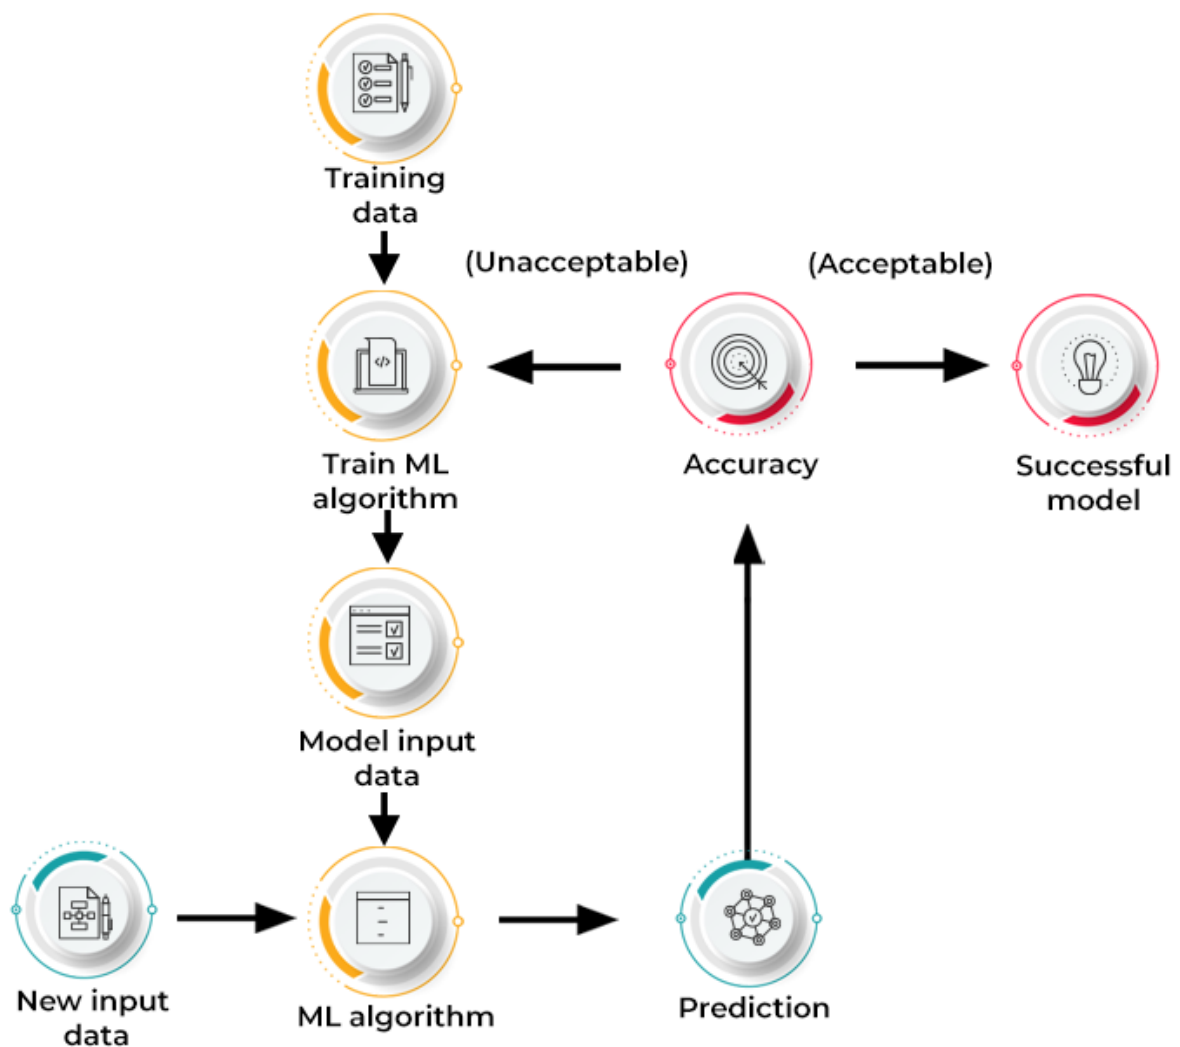 Training
data
(Unacceptable)
(Acceptable)
Train ML
algorithm
Accuracy
Successful
model
Model input
data
New input
data
ML algorithm
Prediction